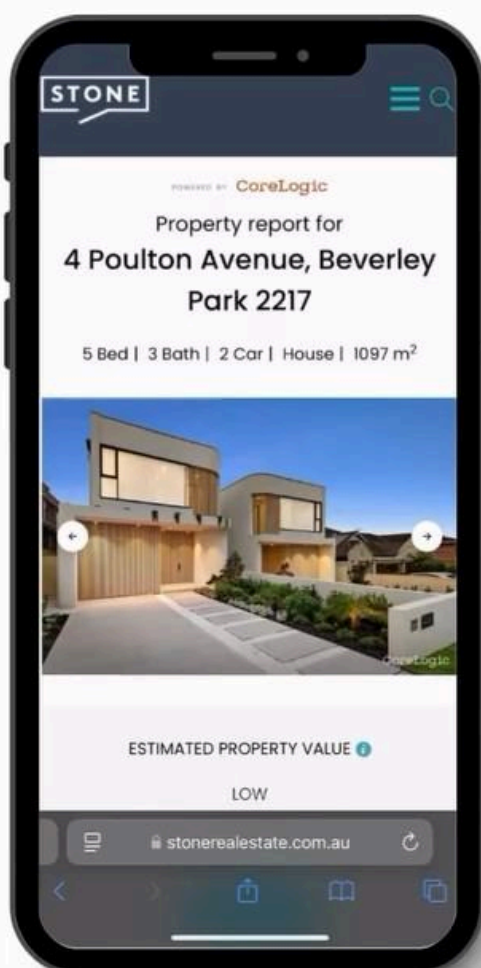 STONE
POWERED BY CoreLogic
Property report for
4 Poulton Avenue, Beverley
Park 2217
5 Bed | 3 Bath | 2 Car | House | 1097 m²
CoreLogic
ESTIMATED PROPERTY VALUE i
LOW
stonerealestate.com.au